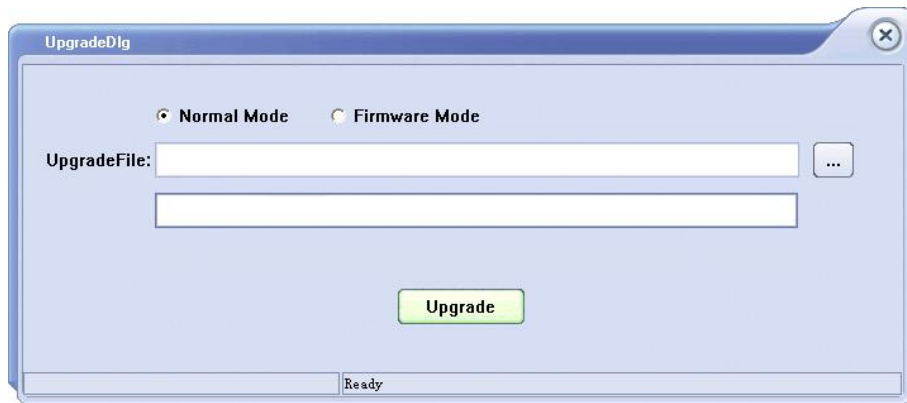 UpgradeDlg
Normal Mode Firmware Mode
UpgradeFile: ...
Upgrade
Ready